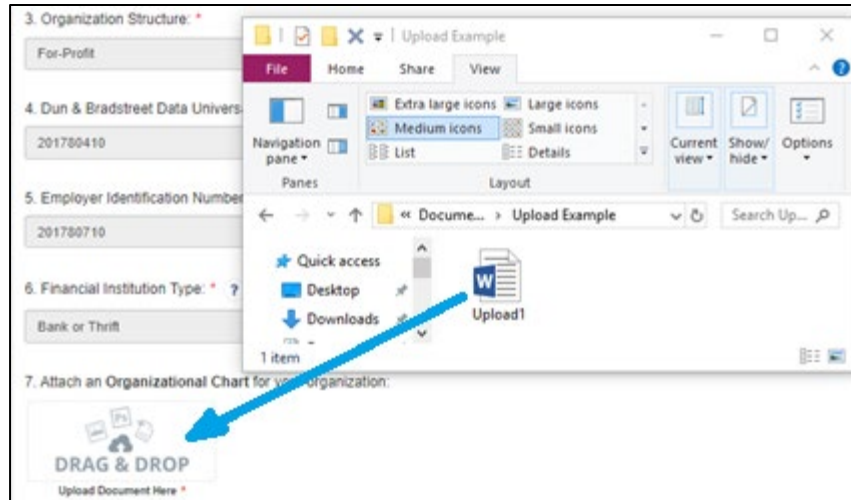 3. Organization Structure: *
For-Profit
4. Dun & Bradstreet Data Univers
201780410
5. Employer Identification Number
201780710
6. Financial Institution Type: * ?
Bank or Thrift
7. Attach an Organizational Chart for your organization:
Ps
DRAG & DROP
Upload Document Here *
Upload Example
File Home Share View
Navigation pane
Extra large icons Large icons
Medium icons Small icons
List Details
Current view
Show/ hide
Options
Panes Layout
« Docume... › Upload Example
Search Up...
Quick access
Desktop
Downloads
W
Upload1
1 item